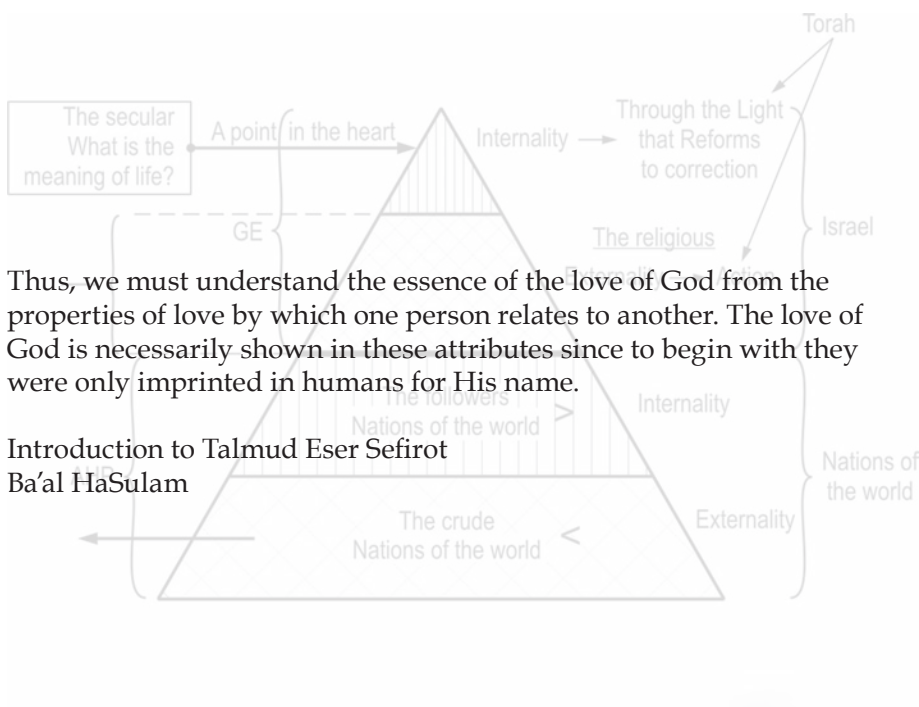 Torah
The secular
What is the
meaning of life?
A point in the heart
Internality
Through the Light
that Reforms
to correction
GE
Israel
The religious
Externality Action
Thus, we must understand the essence of the love of God from the
properties of love by which one person relates to another. The love of
God is necessarily shown in these attributes since to begin with they
were only imprinted in humans for His name.
The followers
Nations of the world
>
Internality
Introduction to Talmud Eser Sefirot
Ba’al HaSulam
AHP
Nations of
the world
The crude
Nations of the world
<
Externality